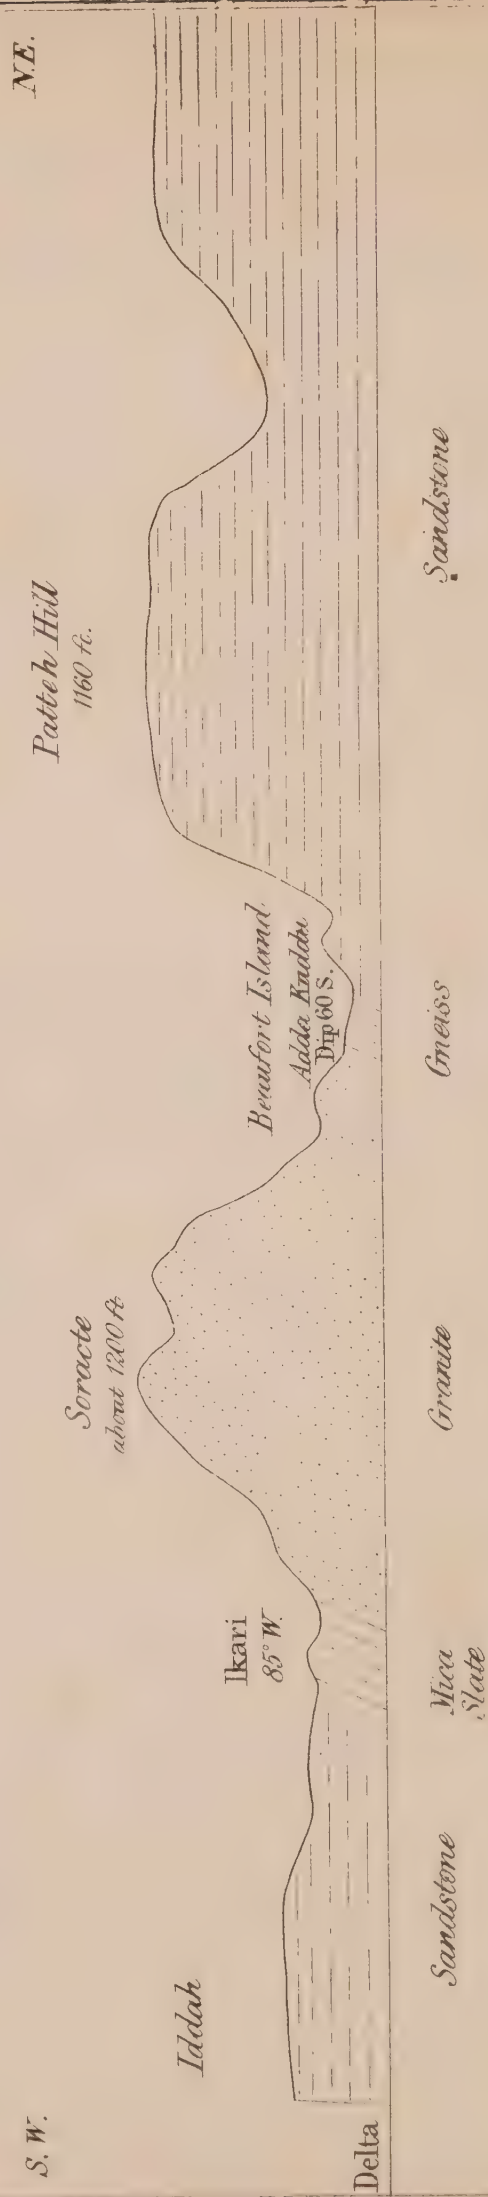 S.W.
N.E.
Iddah
Ikari
85° W.
Soracte
about 1200 ft
Beaufort Island
Adda Kuddu
Dip 60 S.
Patteh Hill
1160 ft.
Delta
Sandstone
Mica
Slate
Granite
Gneiss
Sandstone